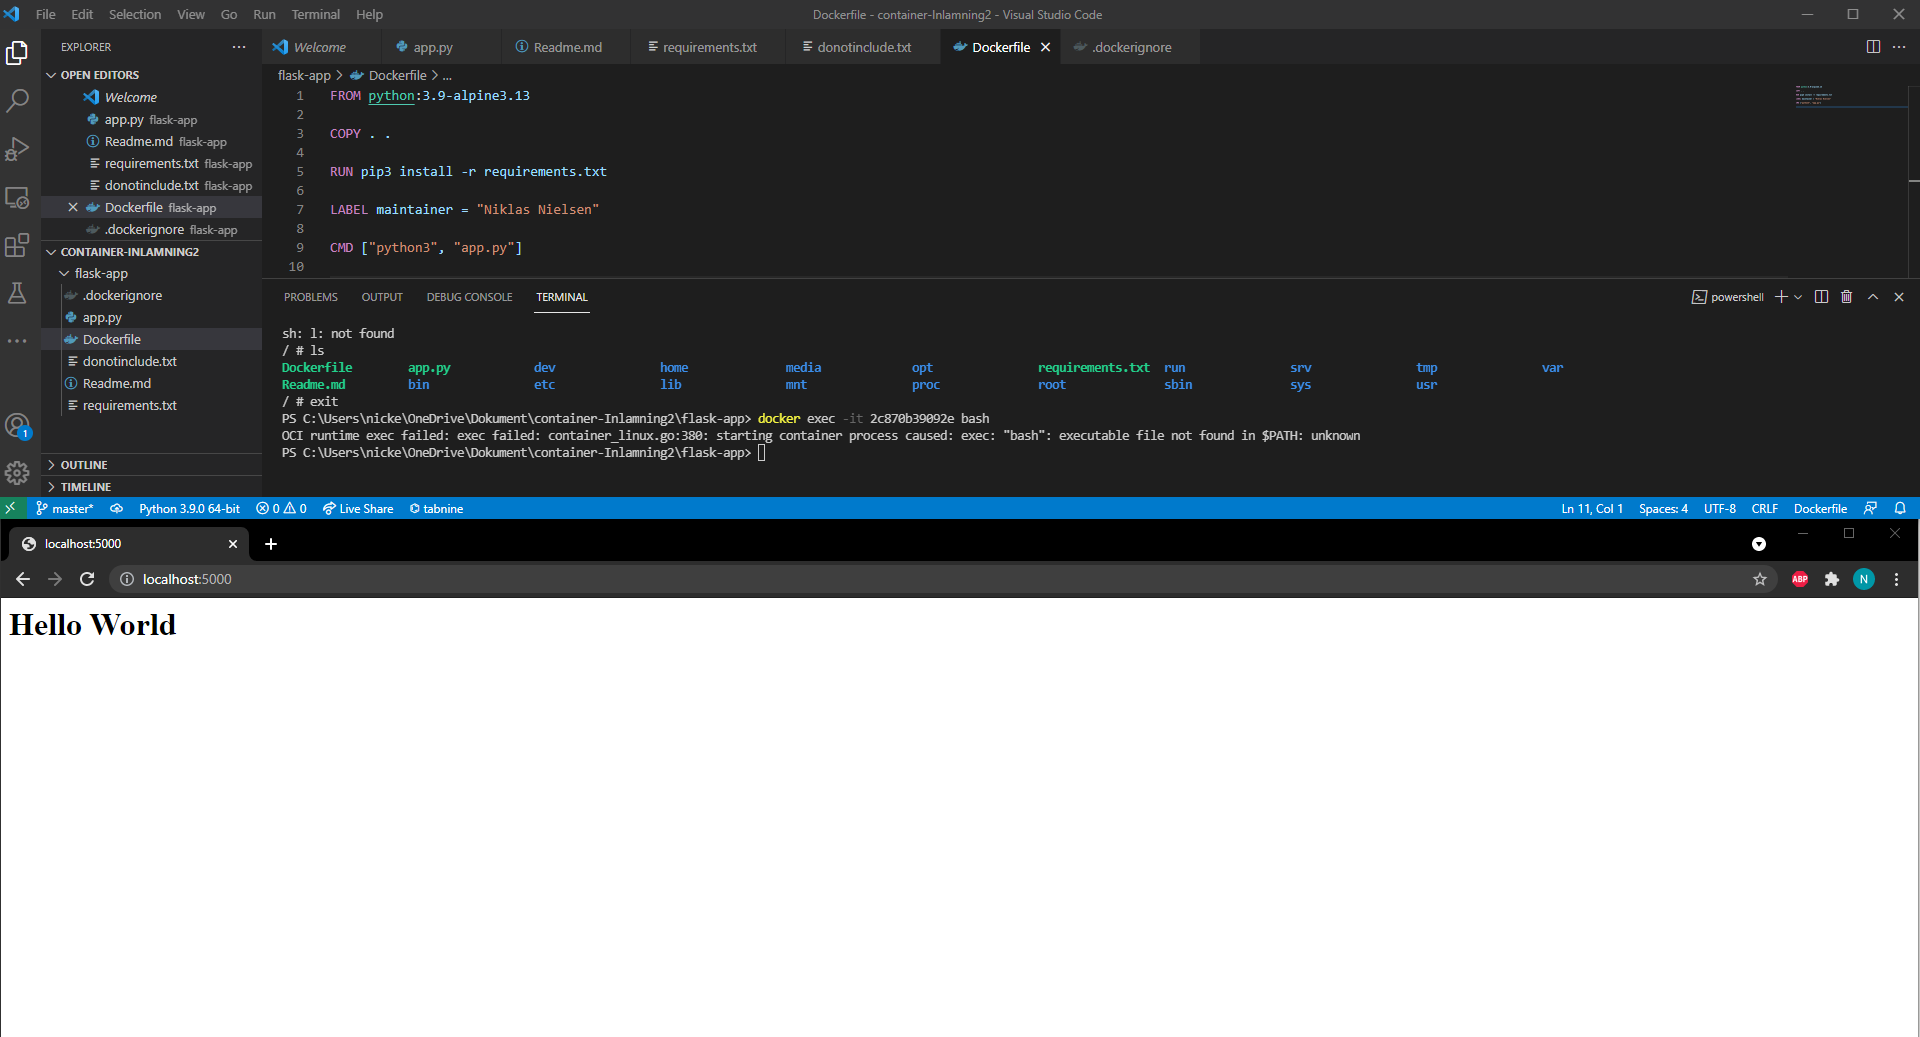 File Edit Selection View Go Run Terminal Help
Dockerfile - container-Inlamning2 - Visual Studio Code
EXPLORER
Welcome
app.py
Readme.md
requirements.txt
donotinclude.txt
Dockerfile
.dockerignore
OPEN EDITORS
Welcome
app.py flask-app
Readme.md flask-app
requirements.txt flask-app
donotinclude.txt flask-app
Dockerfile flask-app
.dockerignore flask-app
CONTAINER-INLAMNING2
flask-app
.dockerignore
app.py
Dockerfile
donotinclude.txt
Readme.md
requirements.txt
OUTLINE
TIMELINE
1
flask-app > Dockerfile > ...
1 FROM python:3.9-alpine3.13
2
3 COPY . .
4
5 RUN pip3 install -r requirements.txt
6
7 LABEL maintainer = "Niklas Nielsen"
8
9 CMD ["python3", "app.py"]
10
PROBLEMS OUTPUT DEBUG CONSOLE TERMINAL
powershell
sh: l: not found
/ # ls
Dockerfile app.py dev home media opt requirements.txt run srv tmp var
Readme.md bin etc lib mnt proc root sbin sys usr
/ # exit
PS C:\Users\nicke\OneDrive\Dokument\container-Inlamning2\flask-app> docker exec -it 2c870b39092e bash
OCI runtime exec failed: exec failed: container_linux.go:380: starting container process caused: exec: "bash": executable file not found in $PATH: unknown
PS C:\Users\nicke\OneDrive\Dokument\container-Inlamning2\flask-app>
master* Python 3.9.0 64-bit 0 0 Live Share tabnine
Ln 11, Col 1 Spaces: 4 UTF-8 CRLF Dockerfile
localhost:5000
localhost:5000
ABP
N
Hello World